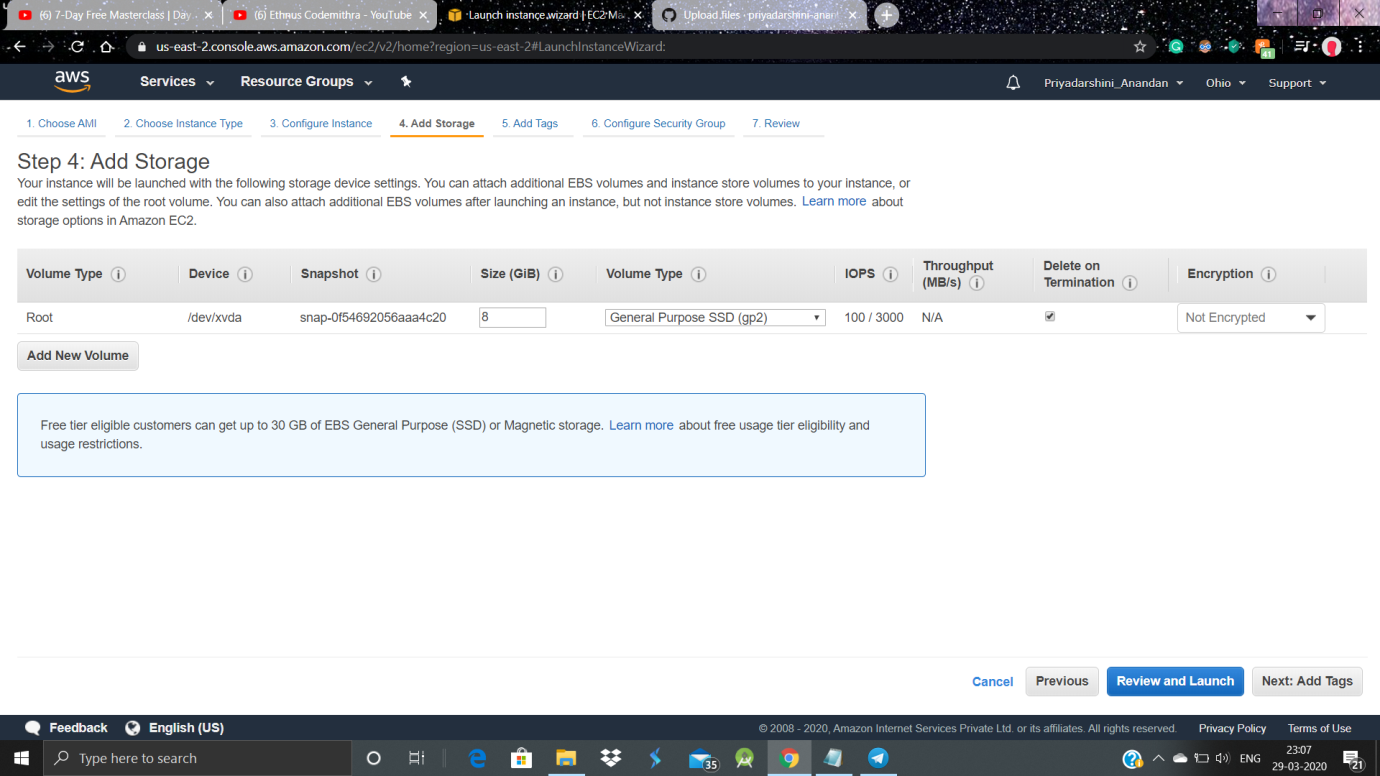 (6) 7-Day Free Masterclass | Day
(6) Ethnus Codemithra - YouTube
Launch instance wizard | EC2 Ma
Upload files · priyadarshini-anant
us-east-2.console.aws.amazon.com/ec2/v2/home?region=us-east-2#LaunchInstanceWizard:
41
aws
Services
Resource Groups
Priyadarshini_Anandan
Ohio
Support
1. Choose AMI
2. Choose Instance Type
3. Configure Instance
4. Add Storage
5. Add Tags
6. Configure Security Group
7. Review
Step 4: Add Storage
Your instance will be launched with the following storage device settings. You can attach additional EBS volumes and instance store volumes to your instance, or
edit the settings of the root volume. You can also attach additional EBS volumes after launching an instance, but not instance store volumes. Learn more about
storage options in Amazon EC2.
Volume Type
Device
Snapshot
Size (GiB)
Volume Type
IOPS
Throughput
(MB/s)
Delete on
Termination
Encryption
Root
/dev/xvda
snap-0f54692056aaa4c20
8
General Purpose SSD (gp2)
100 / 3000
N/A
Not Encrypted
Add New Volume
Free tier eligible customers can get up to 30 GB of EBS General Purpose (SSD) or Magnetic storage. Learn more about free usage tier eligibility and
usage restrictions.
Cancel
Previous
Review and Launch
Next: Add Tags
Feedback
English (US)
© 2008 - 2020, Amazon Internet Services Private Ltd. or its affiliates. All rights reserved.
Privacy Policy
Terms of Use
Type here to search
35
ENG
23:07
29-03-2020
21